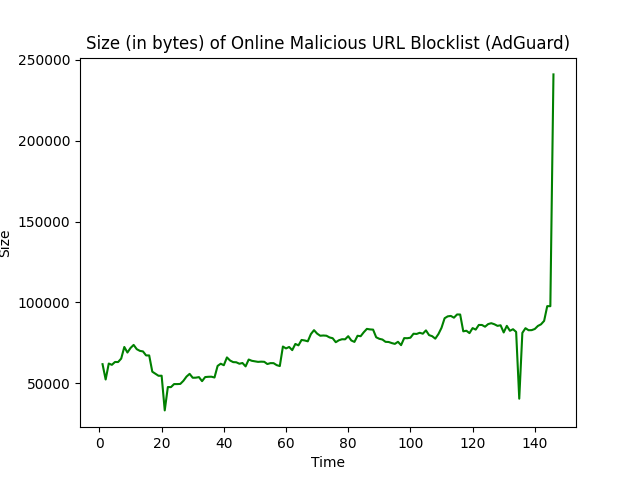 Size (in bytes) of Online Malicious URL Blocklist (AdGuard)
250000
200000
150000
100000
50000
Size
0 20 40 60 80 100 120 140
Time